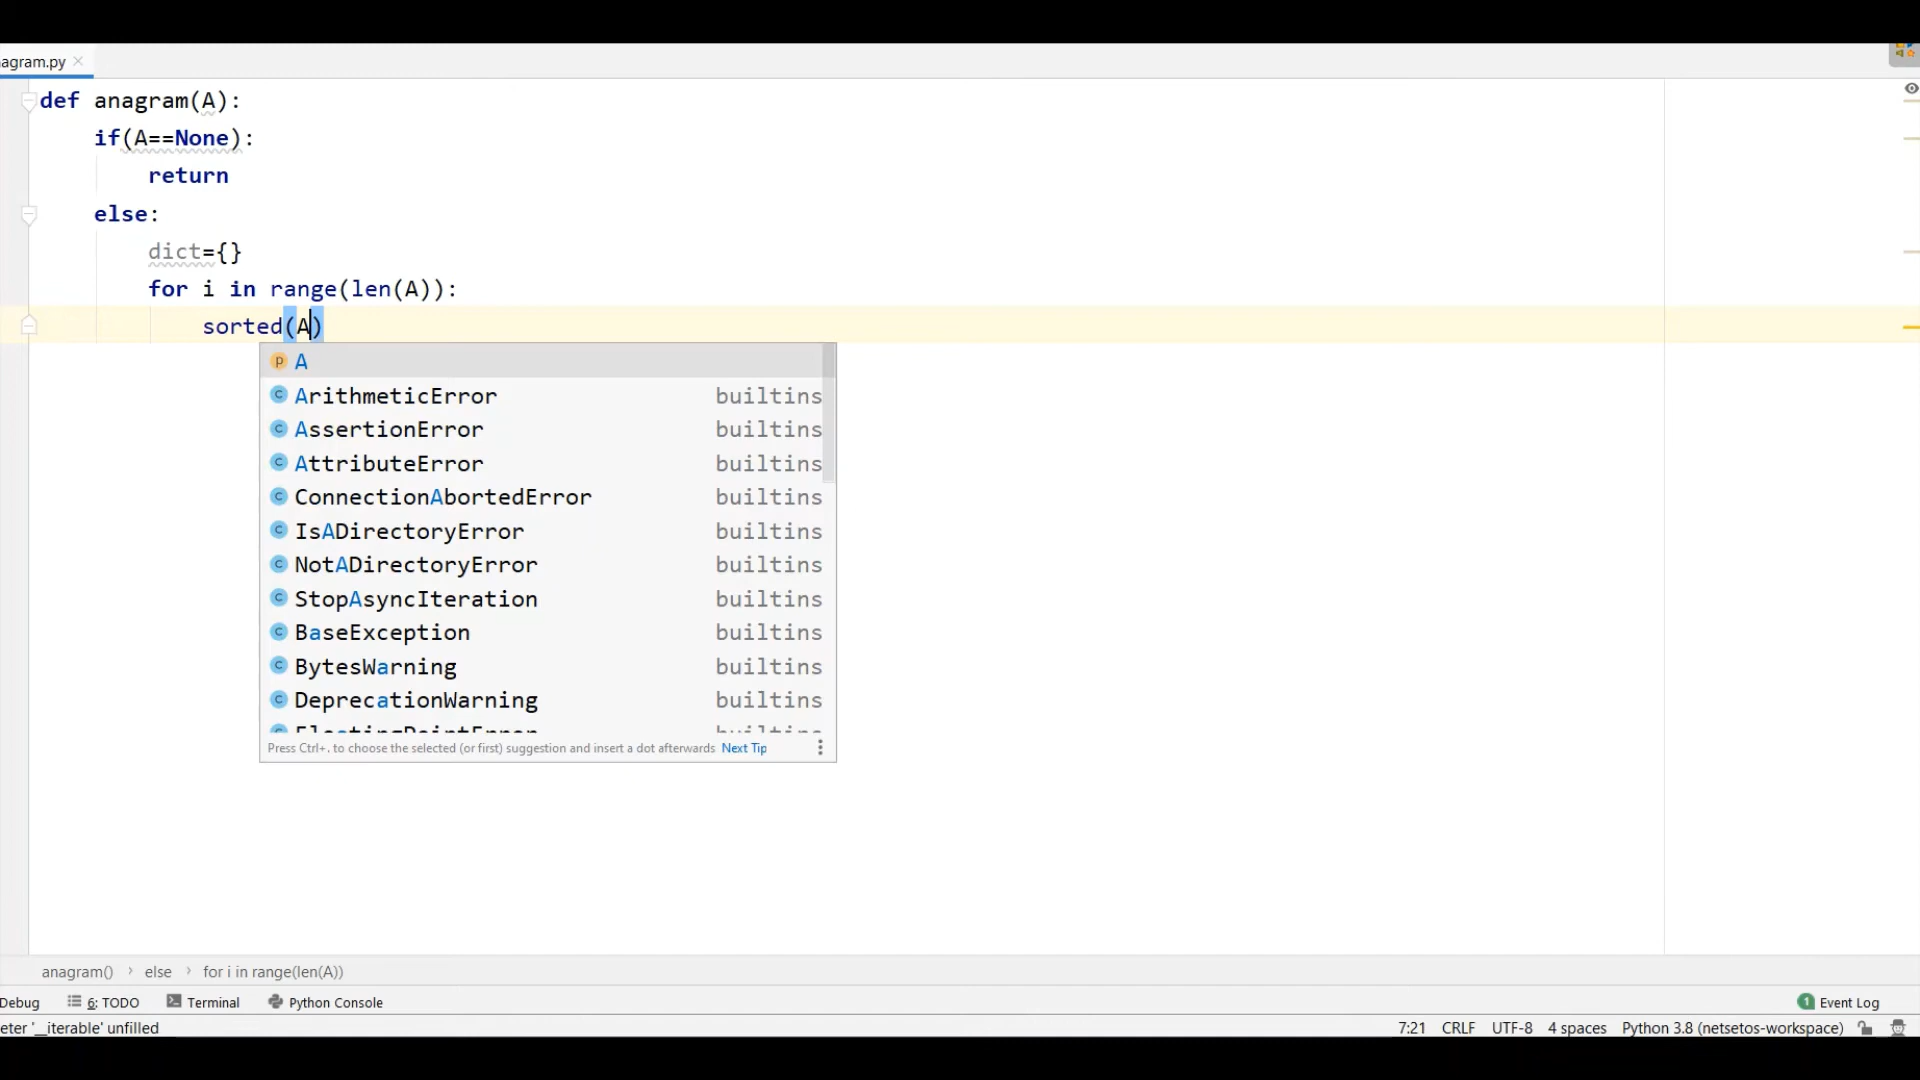 agram.py
def anagram(A):
if(A==None):
return
else:
dict={}
for i in range(len(A)):
sorted(A)
A
ArithmeticError builtins
AssertionError builtins
AttributeError builtins
ConnectionAbortedError builtins
IsADirectoryError builtins
NotADirectoryError builtins
StopAsyncIteration builtins
BaseException builtins
BytesWarning builtins
DeprecationWarning builtins
FloatingPointError builtins
Press Ctrl+. to choose the selected (or first) suggestion and insert a dot afterwards Next Tip
anagram() › else › for i in range(len(A))
Debug 6: TODO Terminal Python Console 1 Event Log
eter '__iterable' unfilled 7:21 CRLF UTF-8 4 spaces Python 3.8 (netsetos-workspace)